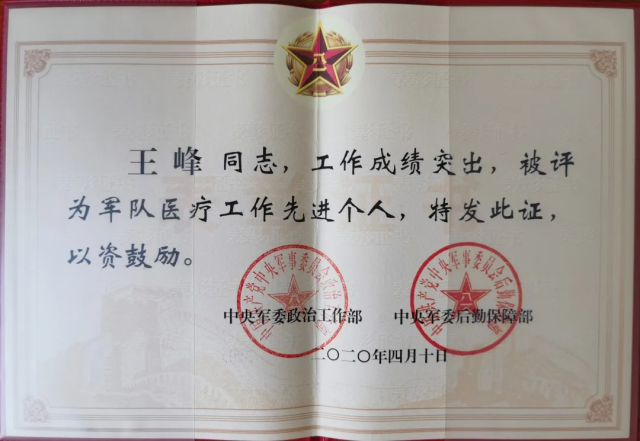 王峰 同志，工作成绩突出，被评
为军队医疗工作先进个人，特发此证，
以资鼓励。
中央军委政治工作部 中央军委后勤保障部
二〇二〇年四月十日